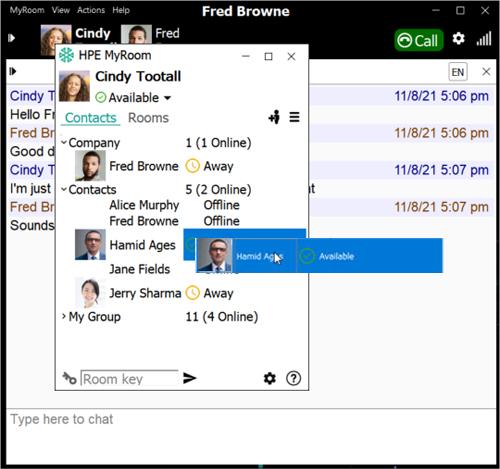 MyRoom View Actions Help Fred Browne
Cindy Fred
Call
HPE MyRoom
Cindy Tootall
Available
EN
Contacts Rooms
Cindy T 11/8/21 5:06 pm
Hello Fr
Fred Br 11/8/21 5:06 pm
Good d
Cindy T 11/8/21 5:07 pm
I'm just
Fred Br 11/8/21 5:07 pm
Sounds
Company 1 (1 Online)
Fred Browne Away
Contacts 5 (2 Online)
Alice Murphy Offline
Fred Browne Offline
Hamid Ages
Hamid Ages Available
Jane Fields
Jerry Sharma Away
My Group 11 (4 Online)
Room key
Type here to chat